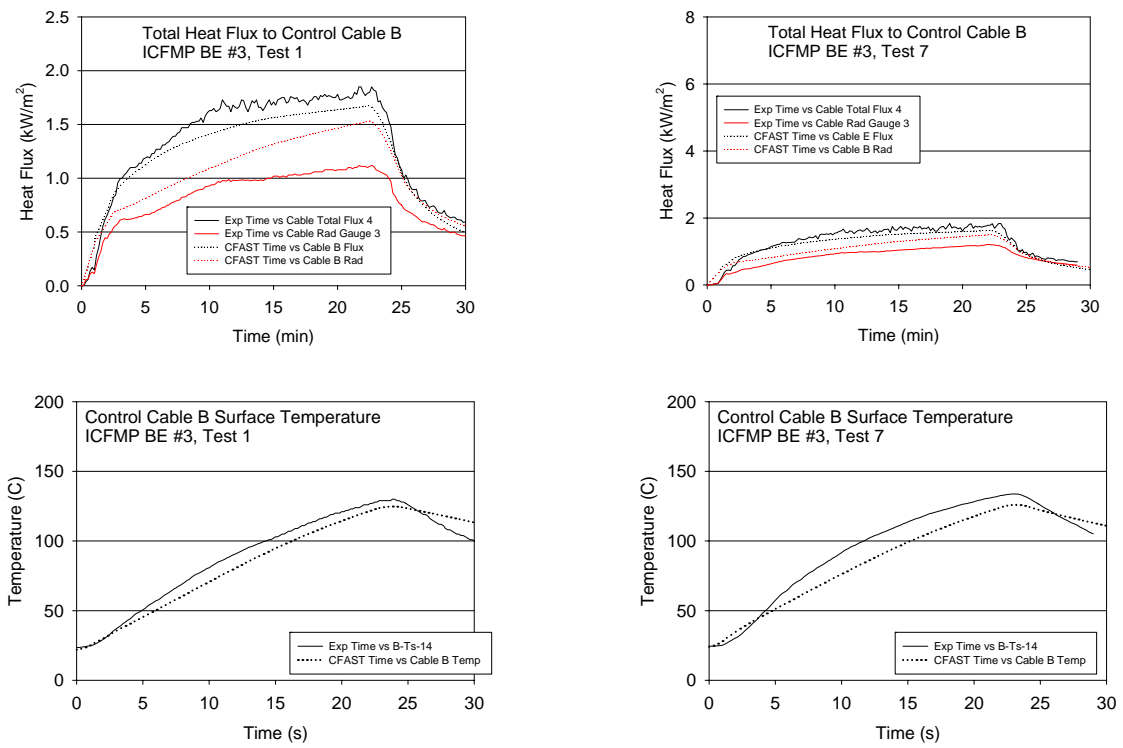 Total Heat Flux to Control Cable B
ICFMP BE #3, Test 1
Heat Flux (kW/m²)
2.5
2.0
1.5
1.0
0.5
0.0
Exp Time vs Cable Total Flux 4
Exp Time vs Cable Rad Gauge 3
CFAST Time vs Cable B Flux
CFAST Time vs Cable B Rad
0 5 10 15 20 25 30
Time (min)
Total Heat Flux to Control Cable B
ICFMP BE #3, Test 7
Heat Flux (kW/m²)
8
6
4
2
0
Exp Time vs Cable Total Flux 4
Exp Time vs Cable Rad Gauge 3
CFAST Time vs Cable E Flux
CFAST Time vs Cable B Rad
0 5 10 15 20 25 30
Time (min)
Control Cable B Surface Temperature
ICFMP BE #3, Test 1
Temperature (C)
200
150
100
50
0
Exp Time vs B-Ts-14
CFAST Time vs Cable B Temp
0 5 10 15 20 25 30
Time (s)
Control Cable B Surface Temperature
ICFMP BE #3, Test 7
Temperature (C)
200
150
100
50
0
Exp Time vs B-Ts-14
CFAST Time vs Cable B Temp
0 5 10 15 20 25 30
Time (s)